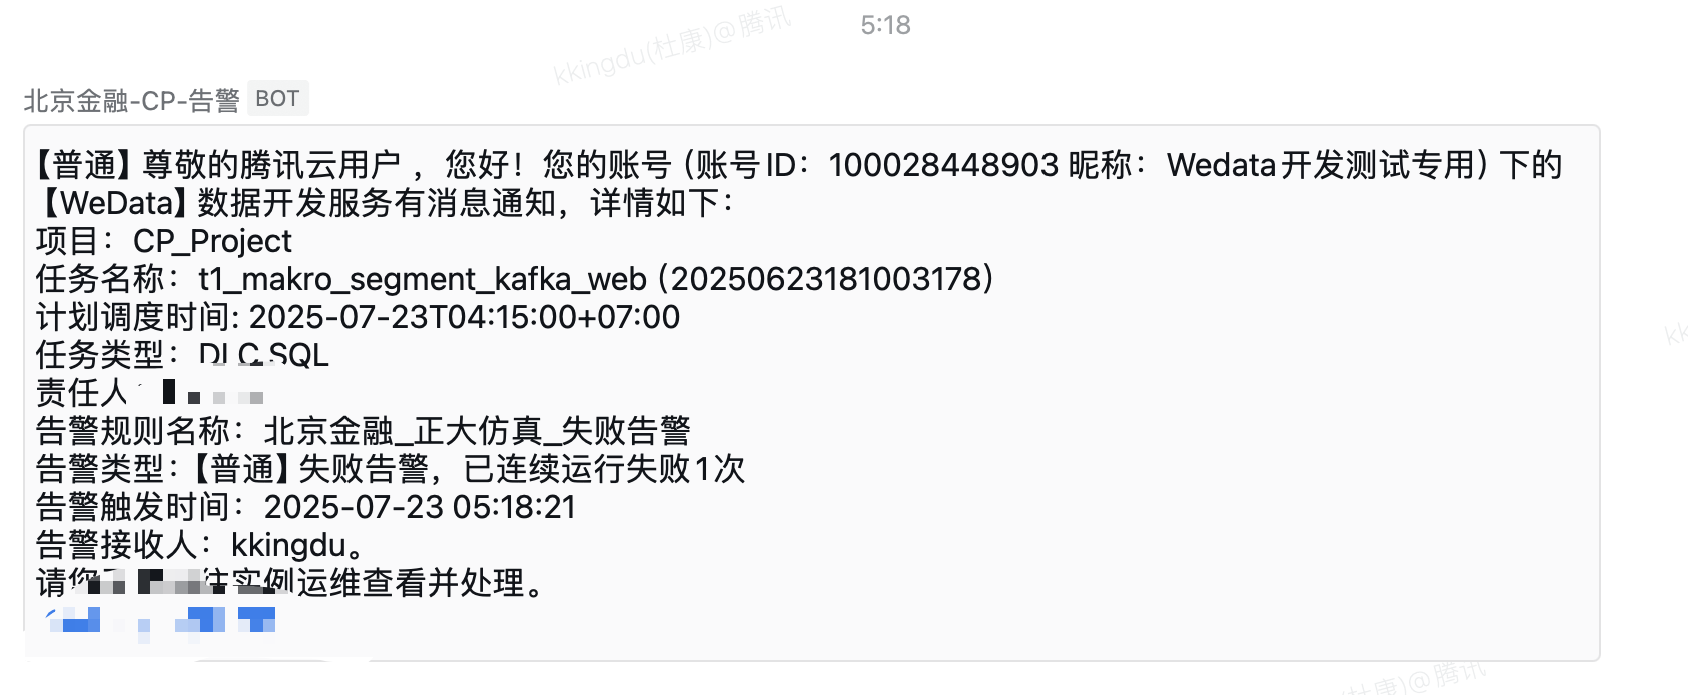 kkingdu(杜康)@腾讯
5:18
北京金融-CP-告警 BOT
【普通】尊敬的腾讯云用户 ，您好！您的账号（账号ID：100028448903 昵称：Wedata开发测试专用）下的
【WeData】数据开发服务有消息通知，详情如下：
项目：CP_Project
任务名称：t1_makro_segment_kafka_web（20250623181003178）
计划调度时间: 2025-07-23T04:15:00+07:00
任务类型：DLC SQL
责任人
告警规则名称：北京金融_正大仿真_失败告警
告警类型：【普通】失败告警，已连续运行失败1次
告警触发时间：2025-07-23 05:18:21
告警接收人：kkingdu。
请您 往实例运维查看并处理。
kk
杜康)@腾讯